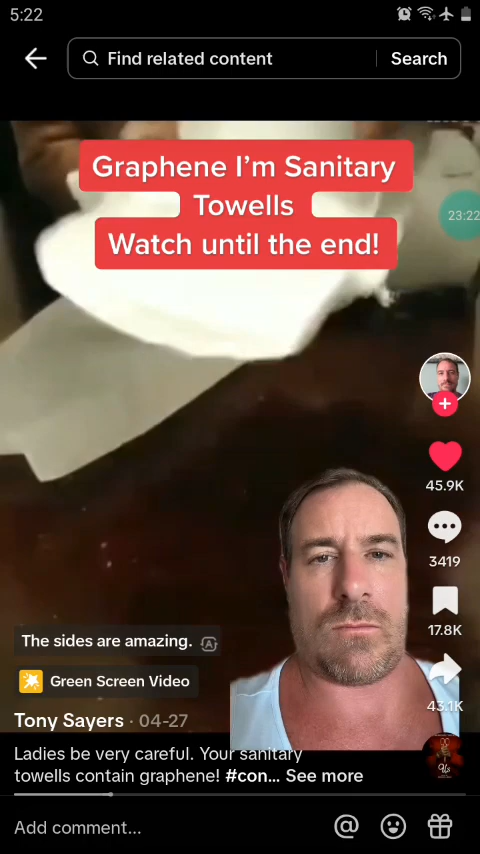 5:22
Find related content
Search
Graphene I'm Sanitary
Towells
Watch until the end!
23:22
45.9K
3419
17.8K
43.1K
The sides are amazing.
Green Screen Video
Tony Sayers · 04-27
Ladies be very careful. Your sanitary
towells contain graphene! #con... See more
Add comment...